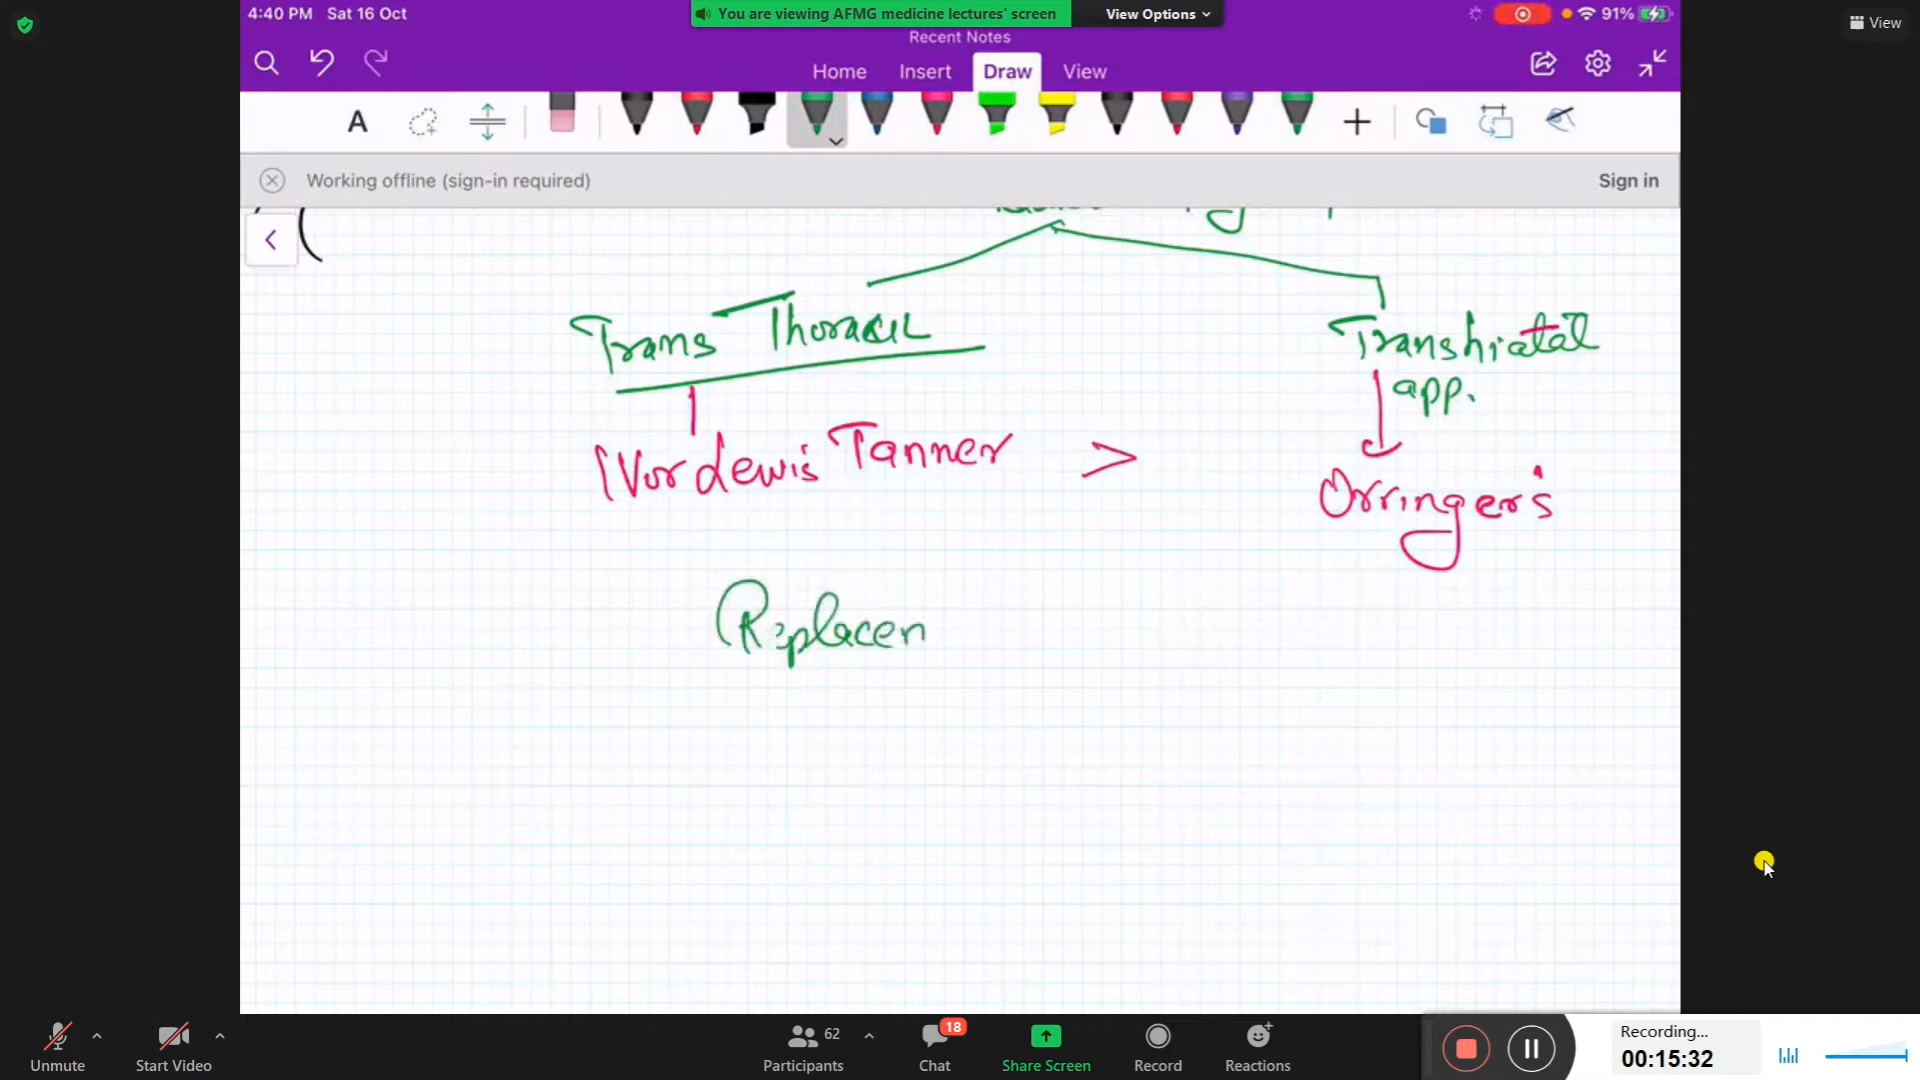 4:40 PM Sat 16 Oct
You are viewing AFMG medicine lectures' screen
View Options
91%
View
Recent Notes
Home Insert Draw View
A
Working offline (sign-in required)
Sign in
Trans Thoracic
Transhiatal
app.
IVor Lewis Tanner >
Orringer's
Replacen
Unmute
Start Video
Participants 62
Chat 18
Share Screen
Record
Reactions
Recording...
00:15:32